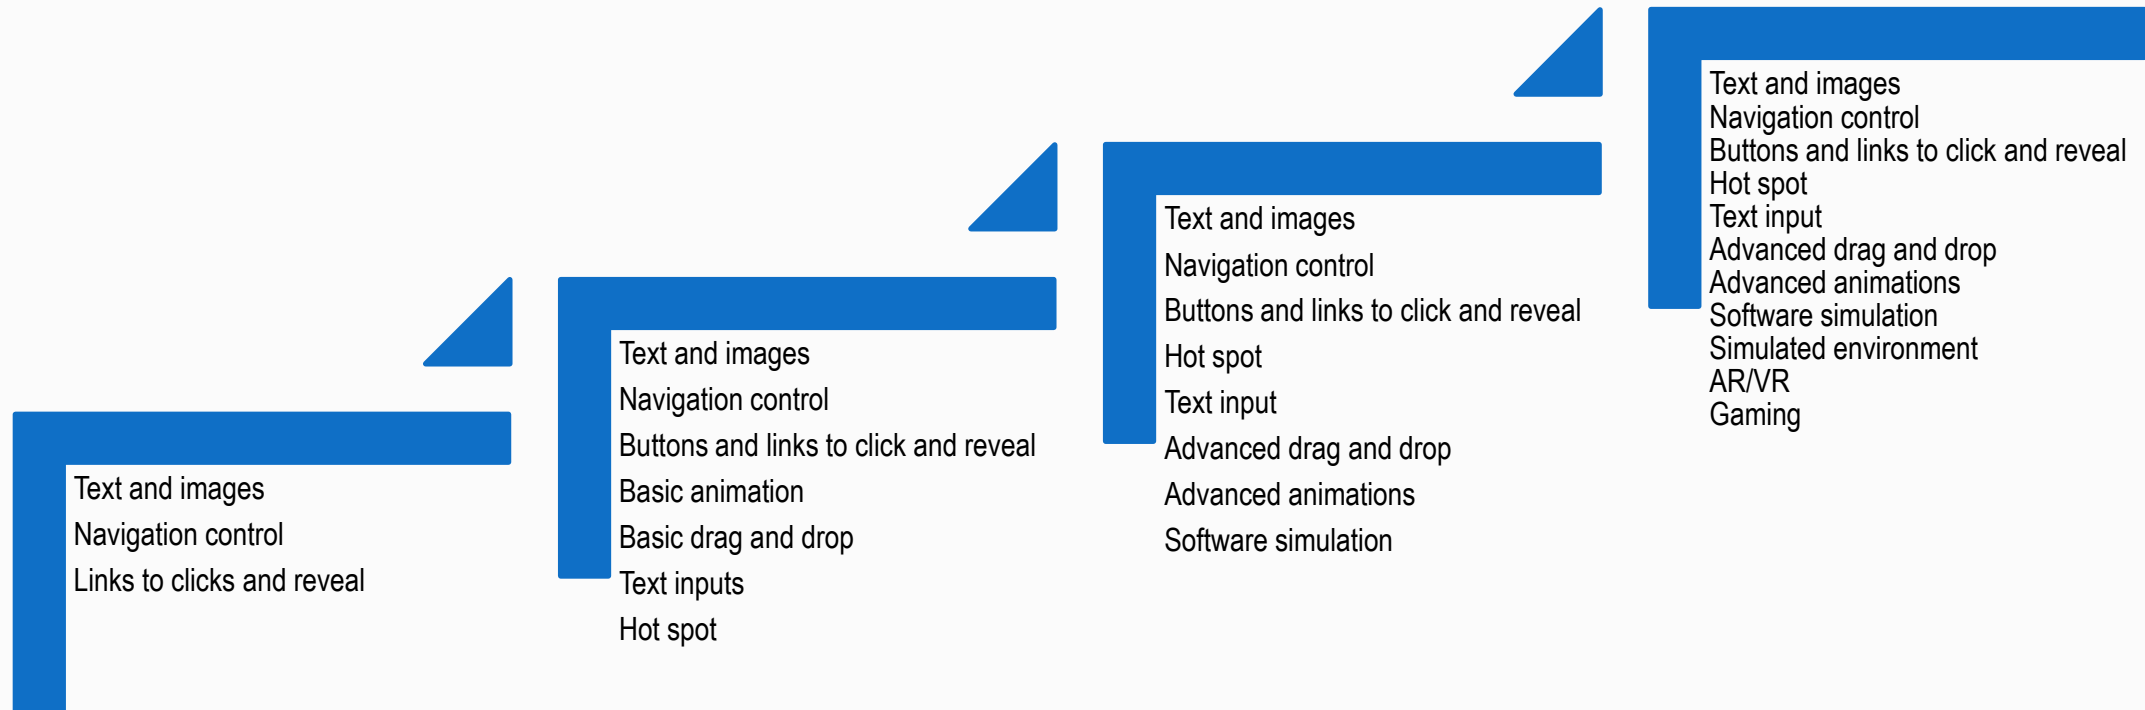 Text and images
Navigation control
Links to clicks and reveal
Text and images
Navigation control
Buttons and links to click and reveal
Basic animation
Basic drag and drop
Text inputs
Hot spot
Text and images
Navigation control
Buttons and links to click and reveal
Hot spot
Text input
Advanced drag and drop
Advanced animations
Software simulation
Text and images
Navigation control
Buttons and links to click and reveal
Hot spot
Text input
Advanced drag and drop
Advanced animations
Software simulation
Simulated environment
AR/VR
Gaming